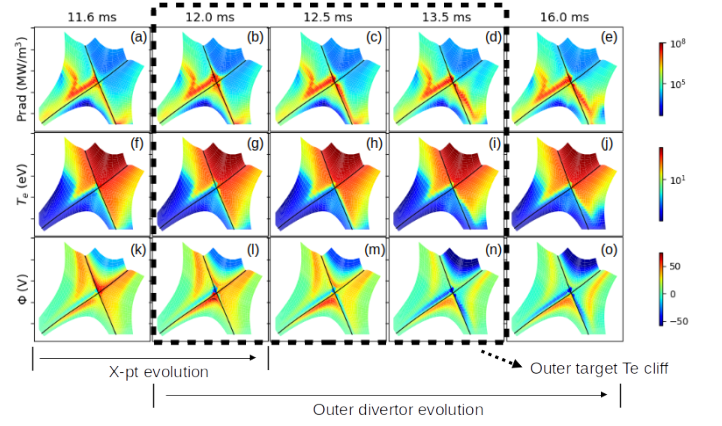 11.6 ms 12.0 ms 12.5 ms 13.5 ms 16.0 ms
Prad (MW/m³) (a) (b) (c) (d) (e) 10⁸ 10⁵
Tₑ (eV) (f) (g) (h) (i) (j) 10¹
Φ (V) (k) (l) (m) (n) (o) 50 0 −50
X-pt evolution
Outer target Te cliff
Outer divertor evolution